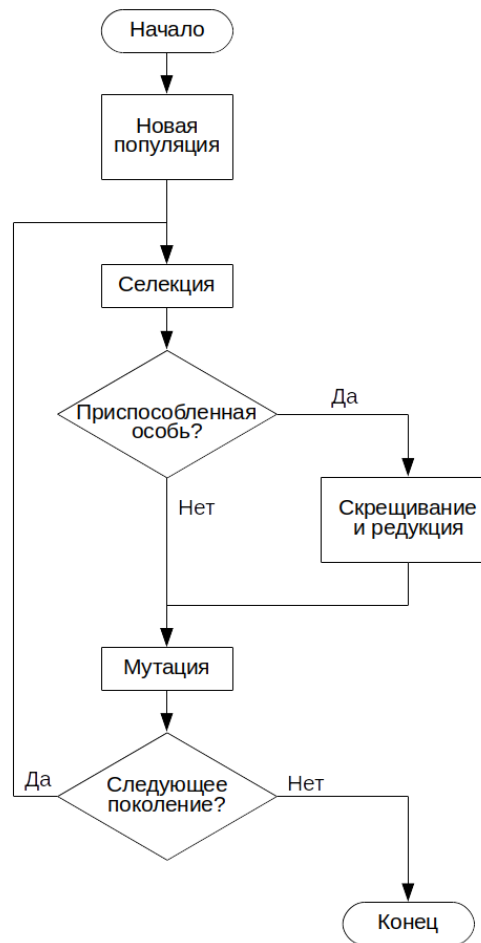 Начало
Новая
популяция
Селекция
Приспособленная
особь?
Да
Нет
Скрещивание
и редукция
Мутация
Следующее
поколение?
Да
Нет
Конец